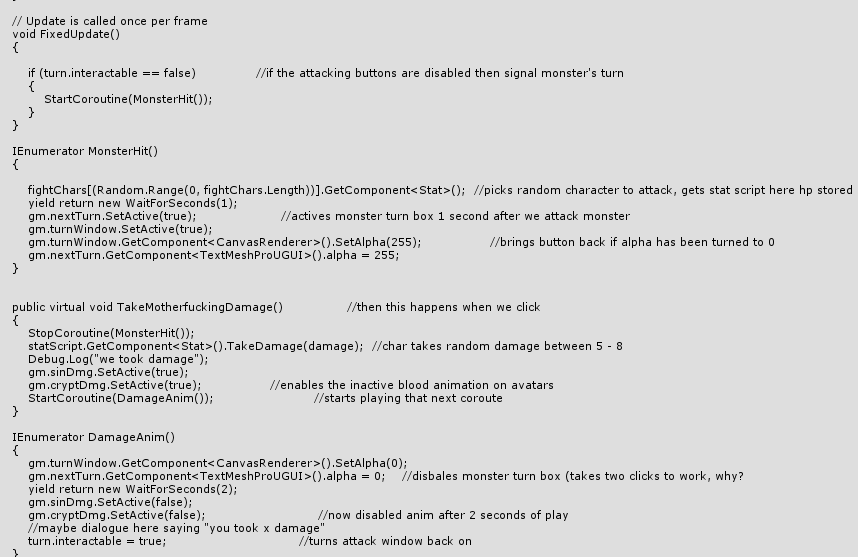 // Update is called once per frame
void FixedUpdate()
{
if (turn.interactable == false) //if the attacking buttons are disabled then signal monster's turn
{
StartCoroutine(MonsterHit());
}
}
IEnumerator MonsterHit()
{
fightChars[(Random.Range(0, fightChars.Length))].GetComponent<Stat>(); //picks random character to attack, gets stat script here hp stored
yield return new WaitForSeconds(1);
gm.nextTurn.SetActive(true); //actives monster turn box 1 second after we attack monster
gm.turnWindow.SetActive(true);
gm.turnWindow.GetComponent<CanvasRenderer>().SetAlpha(255); //brings button back if alpha has been turned to 0
gm.nextTurn.GetComponent<TextMeshProUGUI>().alpha = 255;
}
public virtual void TakeMotherfuckingDamage() //then this happens when we click
{
StopCoroutine(MonsterHit());
statScript.GetComponent<Stat>().TakeDamage(damage); //char takes random damage between 5 - 8
Debug.Log("we took damage");
gm.sinDmg.SetActive(true);
gm.cryptDmg.SetActive(true); //enables the inactive blood animation on avatars
StartCoroutine(DamageAnim()); //starts playing that next coroute
}
IEnumerator DamageAnim()
{
gm.turnWindow.GetComponent<CanvasRenderer>().SetAlpha(0);
gm.nextTurn.GetComponent<TextMeshProUGUI>().alpha = 0; //disbales monster turn box (takes two clicks to work, why?
yield return new WaitForSeconds(2);
gm.sinDmg.SetActive(false);
gm.cryptDmg.SetActive(false); //now disabled anim after 2 seconds of play
//maybe dialogue here saying "you took x damage"
turn.interactable = true; //turns attack window back on
}